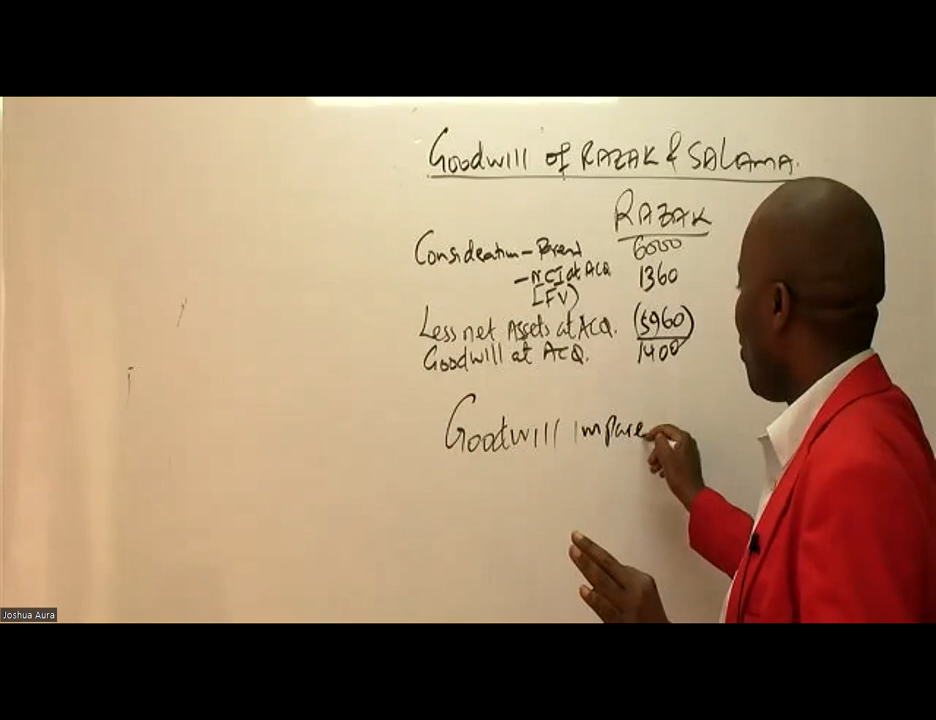 Goodwill of RAZAK & SALAMA.
RAZAK
Consideration - Parent 6000
- NCI at ACQ 1360
[FV)
Less net Assets at ACQ. (5960)
Goodwill at ACQ. 1400
Goodwill impare
Joshua Aura